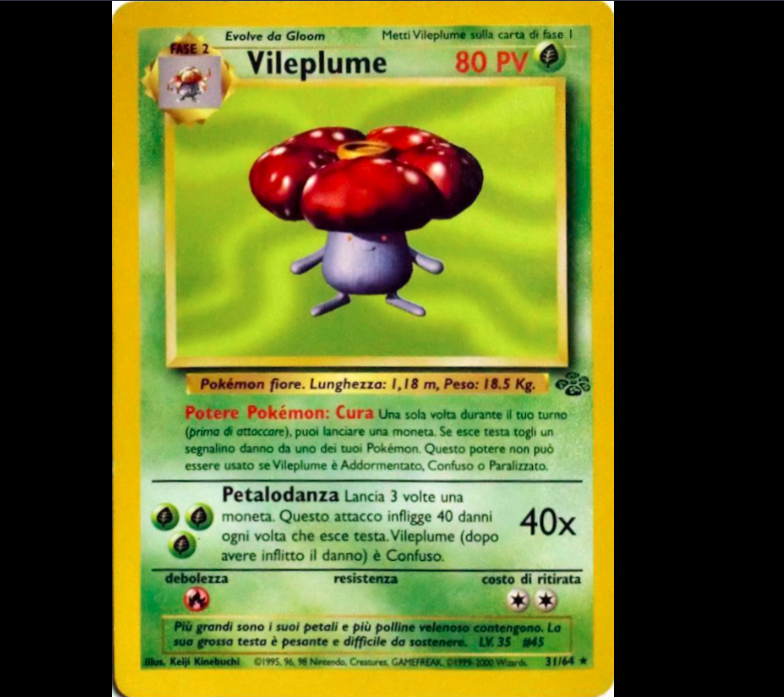 Evolve da Gloom
Metti Vileplume sulla carta di fase 1
FASE 2
Vileplume
80 PV
Pokémon fiore. Lunghezza: 1,18 m, Peso: 18.5 Kg.
Potere Pokémon: Cura Una sola volta durante il tuo turno
(prima di attaccare), puoi lanciare una moneta. Se esce testa togli un
segnalino danno da uno dei tuoi Pokémon. Questo potere non può
essere usato se Vileplume è Addormentato, Confuso o Paralizzato.
Petalodanza Lancia 3 volte una
moneta. Questo attacco infligge 40 danni
ogni volta che esce testa. Vileplume (dopo
avere inflitto il danno) è Confuso.
40x
debolezza
resistenza
costo di ritirata
Più grandi sono i suoi petali e più polline velenoso contengono. La
sua grossa testa è pesante e difficile da sostenere. LV. 35 #45
Illus. Keiji Kinebuchi
©1995, 96, 98 Nintendo, Creatures, GAMEFREAK. ©1999-2000 Wizards.
31/64 ★